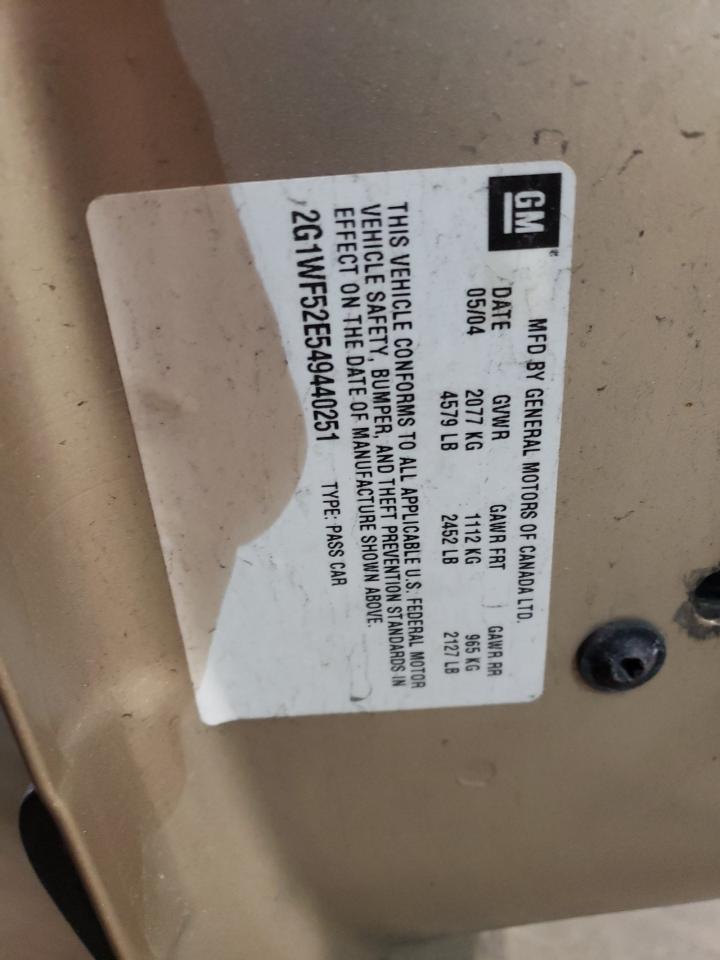 GM
MFD BY GENERAL MOTORS OF CANADA LTD.
DATE GVWR GAWR FRT GAWR RR
05/04 2077 KG 1112 KG 965 KG
4579 LB 2452 LB 2127 LB
THIS VEHICLE CONFORMS TO ALL APPLICABLE U.S. FEDERAL MOTOR
VEHICLE SAFETY, BUMPER, AND THEFT PREVENTION STANDARDS IN
EFFECT ON THE DATE OF MANUFACTURE SHOWN ABOVE.
2G1WF52E549440251 TYPE: PASS CAR